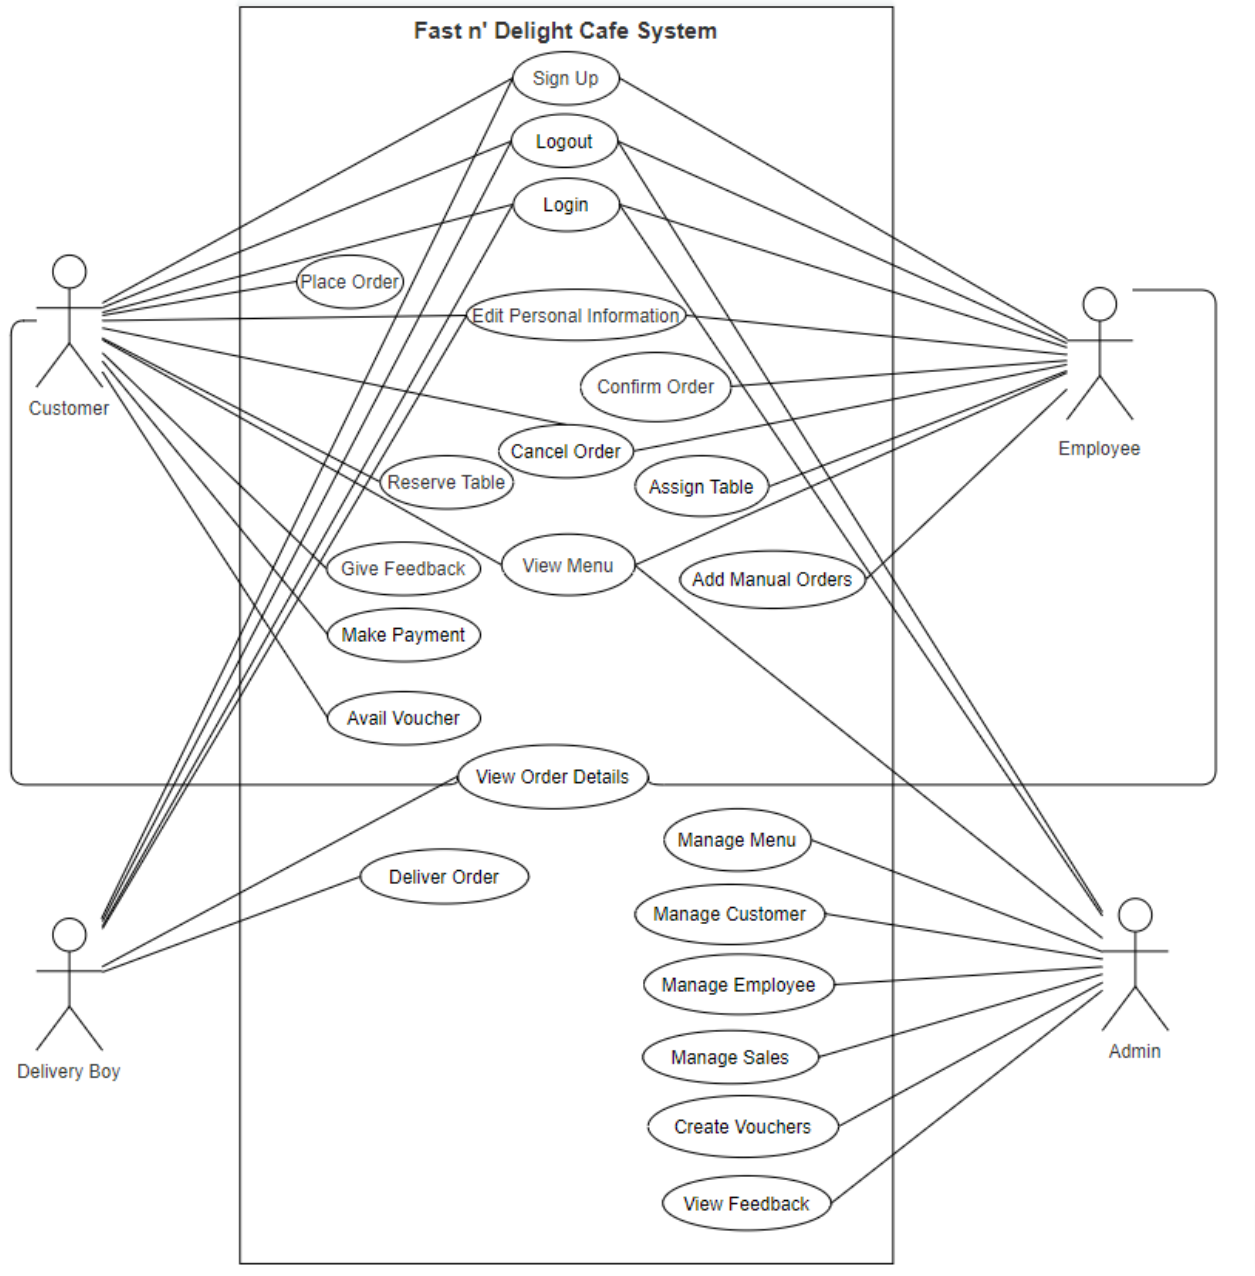 Fast n' Delight Cafe System
Sign Up
Logout
Login
Place Order
Edit Personal Information
Confirm Order
Customer
Employee
Cancel Order
Reserve Table
Assign Table
Give Feedback
View Menu
Add Manual Orders
Make Payment
Avail Voucher
View Order Details
Manage Menu
Deliver Order
Manage Customer
Manage Employee
Manage Sales
Admin
Delivery Boy
Create Vouchers
View Feedback